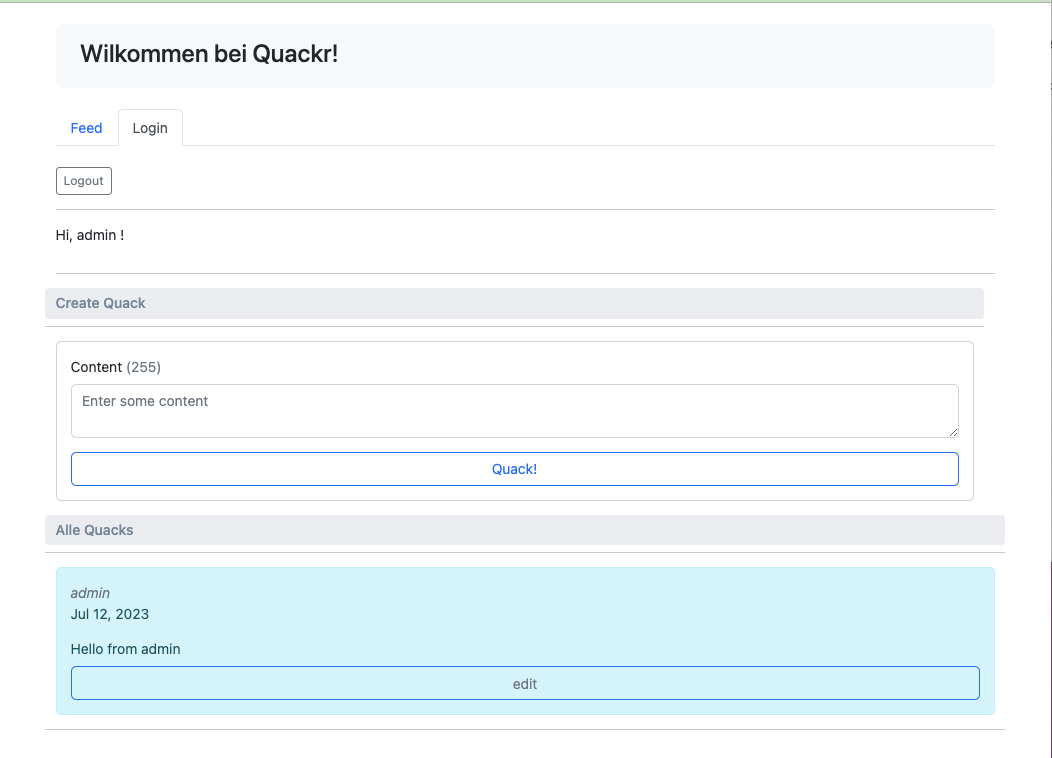 Wilkommen bei Quackr!
Feed Login
Logout
Hi, admin !
Create Quack
Content (255)
Enter some content
Quack!
Alle Quacks
admin
Jul 12, 2023
Hello from admin
edit